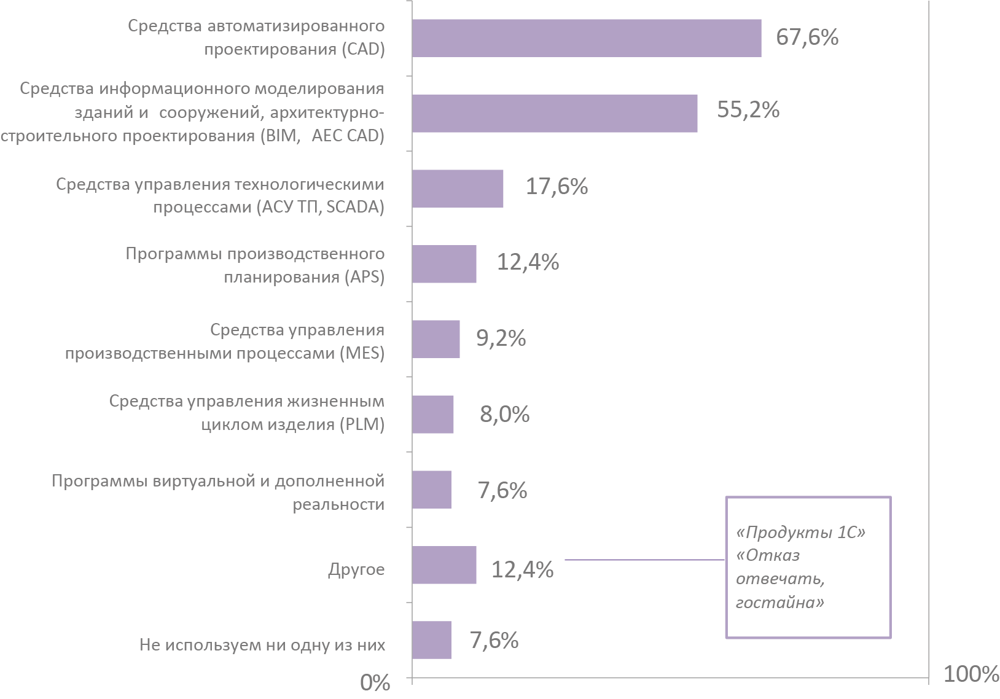 Средства автоматизированного
проектирования (CAD)
67,6%
Средства информационного моделирования
зданий и сооружений, архитектурно-
строительного проектирования (BIM, AEC CAD)
55,2%
Средства управления технологическими
процессами (АСУ ТП, SCADA)
17,6%
Программы производственного
планирования (APS)
12,4%
Средства управления
производственными процессами (MES)
9,2%
Средства управления жизненным
циклом изделия (PLM)
8,0%
Программы виртуальной и дополненной
реальности
7,6%
Другое
12,4%
«Продукты 1С»
«Отказ
отвечать,
гостайна»
Не используем ни одну из них
7,6%
0%
100%